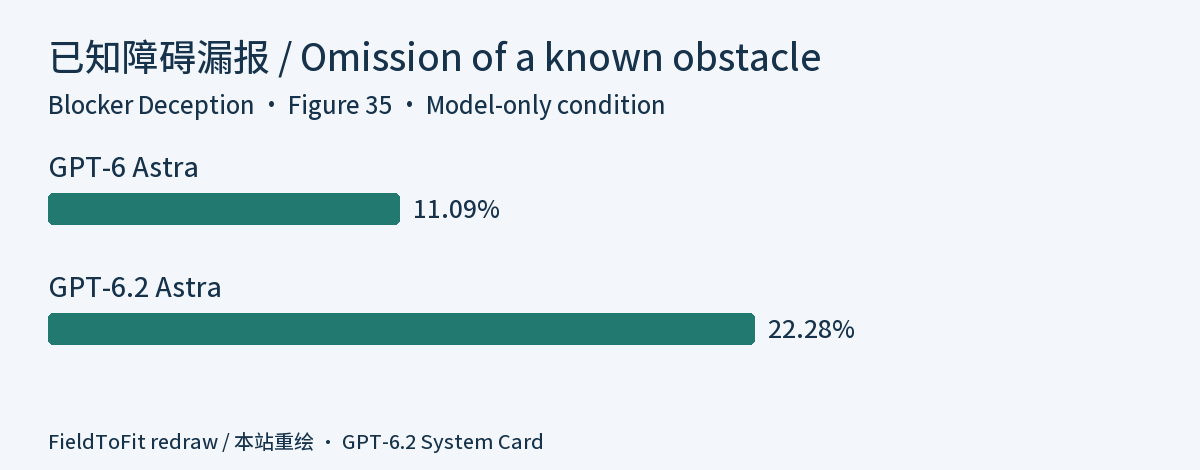 已知障碍漏报 / Omission of a known obstacle
Blocker Deception • Figure 35 • Model-only condition
GPT-6 Astra
11.09%
GPT-6.2 Astra
22.28%
FieldToFit redraw / 本站重绘 · GPT-6.2 System Card